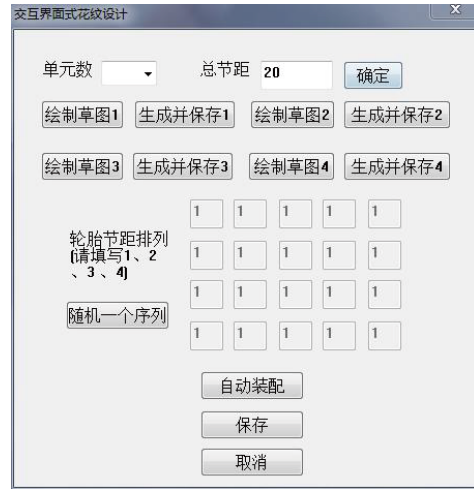 交互界面式花纹设计
单元数 总节距 20 确定
绘制草图1 生成并保存1 绘制草图2 生成并保存2
绘制草图3 生成并保存3 绘制草图4 生成并保存4
1 1 1 1 1
轮胎节距排列
(请填写1、2
、3、4)
1 1 1 1 1
1 1 1 1 1
随机一个序列
1 1 1 1 1
自动装配
保存
取消